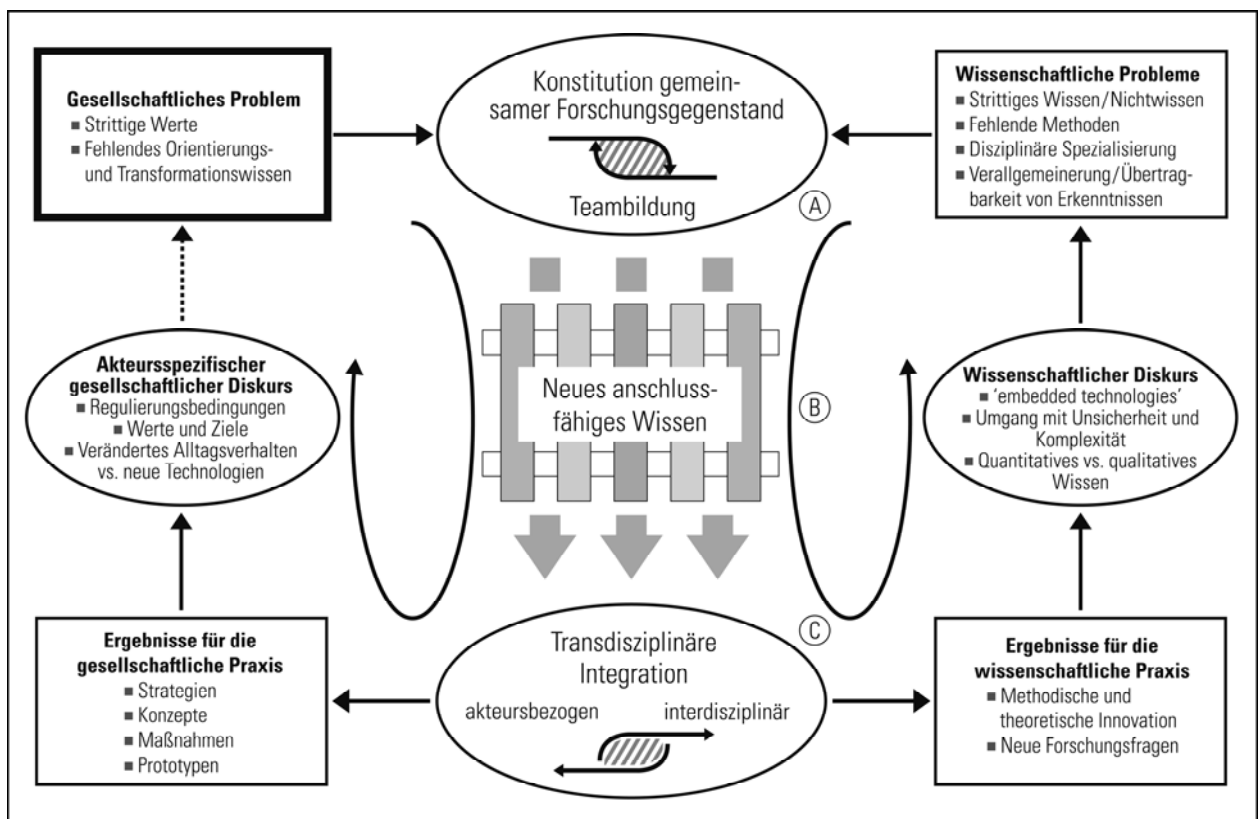 Gesellschaftliches Problem
▪ Strittige Werte
▪ Fehlendes Orientierungs-
und Transformationswissen
Konstitution gemein-
samer Forschungsgegenstand
Teambildung
A
Wissenschaftliche Probleme
▪ Strittiges Wissen/Nichtwissen
▪ Fehlende Methoden
▪ Disziplinäre Spezialisierung
▪ Verallgemeinerung/Übertrag-
barkeit von Erkenntnissen
Akteursspezifischer
gesellschaftlicher Diskurs
▪ Regulierungsbedingungen
▪ Werte und Ziele
▪ Verändertes Alltagsverhalten
vs. neue Technologien
Neues anschluss-
fähiges Wissen
B
Wissenschaftlicher Diskurs
▪ 'embedded technologies'
▪ Umgang mit Unsicherheit und
Komplexität
▪ Quantitatives vs. qualitatives
Wissen
Ergebnisse für die
gesellschaftliche Praxis
▪ Strategien
▪ Konzepte
▪ Maßnahmen
▪ Prototypen
C
Transdisziplinäre
Integration
akteursbezogen interdisziplinär
Ergebnisse für die
wissenschaftliche Praxis
▪ Methodische und
theoretische Innovation
▪ Neue Forschungsfragen